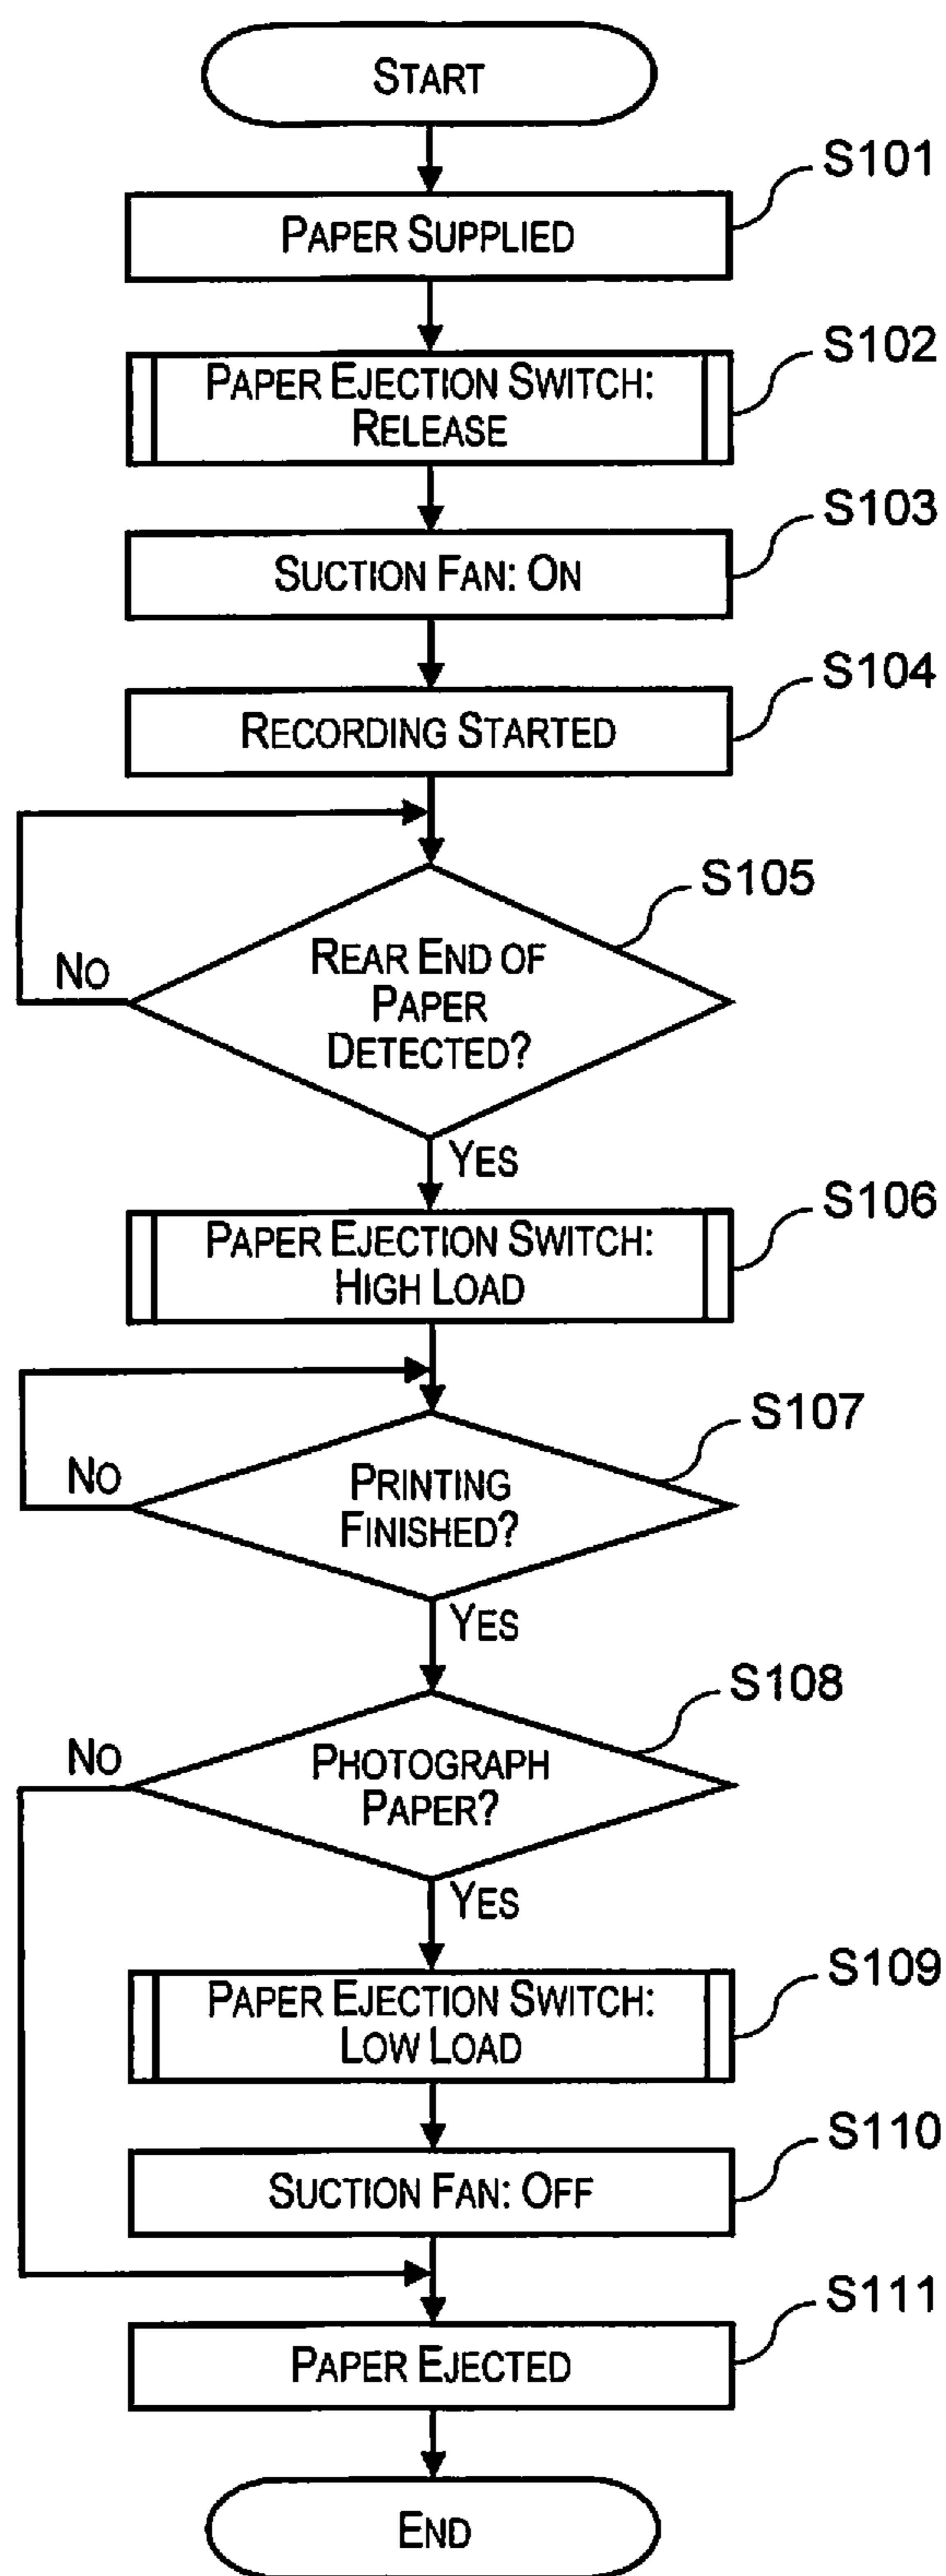 START
S101
PAPER SUPPLIED
S102
PAPER EJECTION SWITCH:
RELEASE
S103
SUCTION FAN: ON
S104
RECORDING STARTED
S105
REAR END OF
PAPER
DETECTED?
NO
YES
S106
PAPER EJECTION SWITCH:
HIGH LOAD
S107
PRINTING
FINISHED?
NO
YES
S108
PHOTOGRAPH
PAPER?
NO
YES
S109
PAPER EJECTION SWITCH:
LOW LOAD
S110
SUCTION FAN: OFF
S111
PAPER EJECTED
END